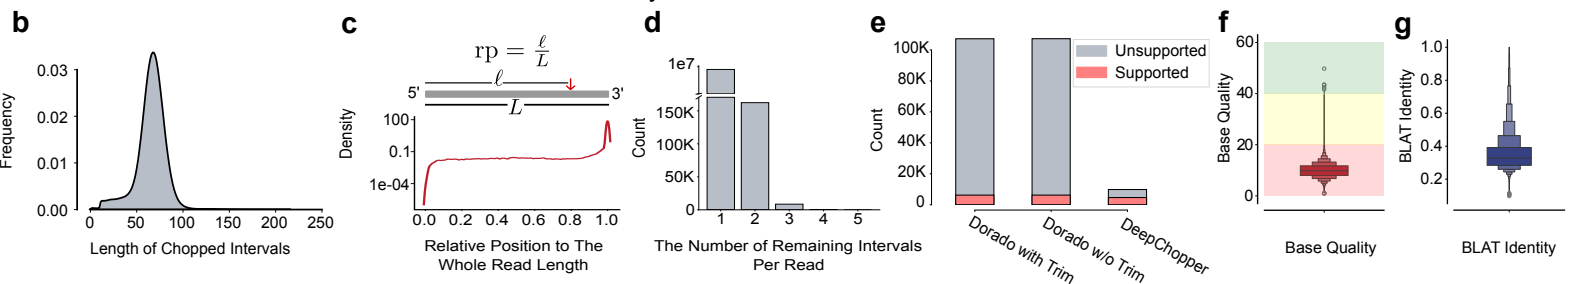 b
Frequency
0.03
0.02
0.01
0.00
0 50 100 150 200 250
Length of Chopped Intervals
c
rp = ℓ/L
ℓ
5' 3'
L
Density
100
0.1
1e-04
0.0 0.2 0.4 0.6 0.8 1.0
Relative Position to The
Whole Read Length
d
1e7
Count
150K
100K
50K
0
1 2 3 4 5
The Number of Remaining Intervals
Per Read
e
Count
100K
80K
60K
40K
20K
0
Unsupported
Supported
Dorado with Trim
Dorado w/o Trim
DeepChopper
f
Base Quality
60
40
20
0
Base Quality
g
BLAT Identity
1.0
0.8
0.6
0.4
0.2
BLAT Identity